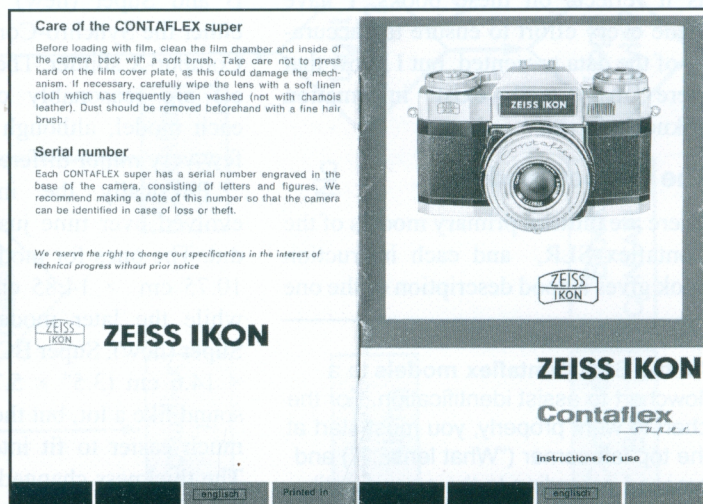 Care of the CONTAFLEX super
Before loading with film, clean the film chamber and inside of
the camera back with a soft brush. Take care not to press
hard on the film cover plate, as this could damage the mech-
anism. If necessary, carefully wipe the lens with a soft linen
cloth which has frequently been washed (not with chamois
leather). Dust should be removed beforehand with a fine hair
brush.
Serial number
Each CONTAFLEX super has a serial number engraved in the
base of the camera, consisting of letters and figures. We
recommend making a note of this number so that the camera
can be identified in case of loss or theft.
We reserve the right to change our specifications in the interest of
technical progress without prior notice
ZEISS
IKON
ZEISS IKON
englisch
Printed in
ZEISS IKON
Contaflex
ZEISS
IKON
ZEISS IKON
Contaflex
super
Instructions for use
englisch